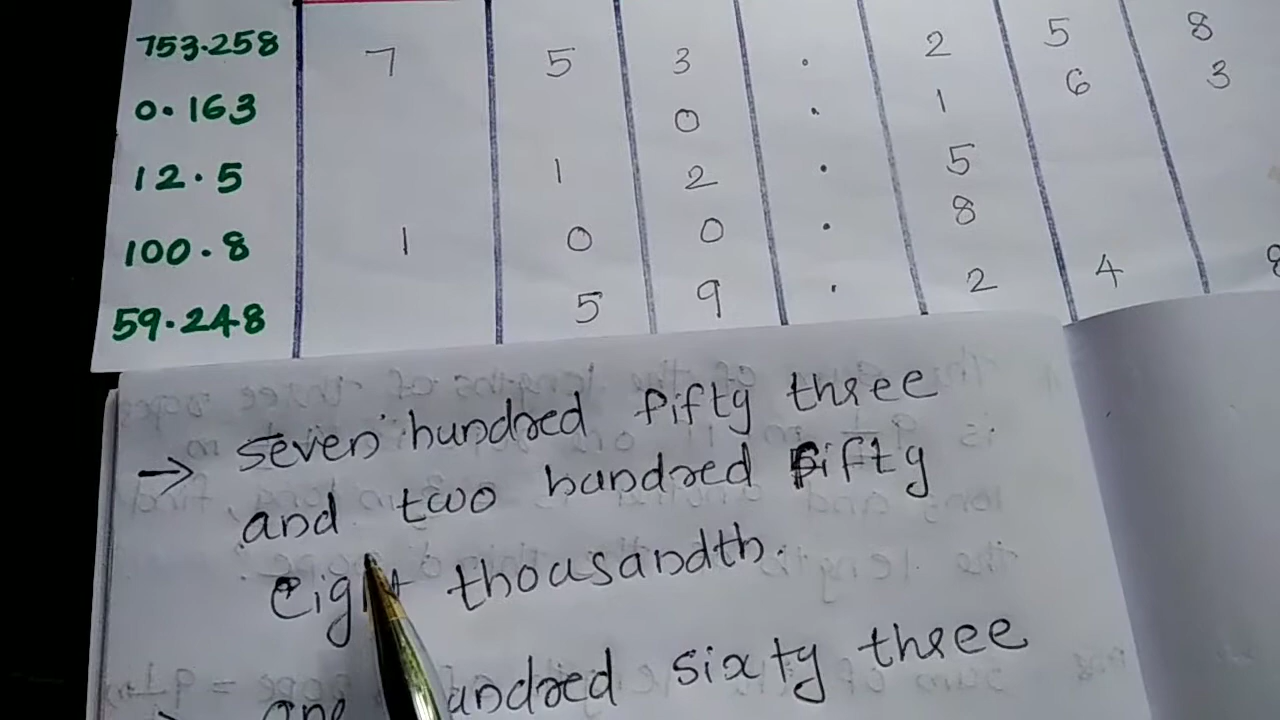 753.258 7 5 3 . 2 5 8
0.163 0 . 1 6 3
12.5 1 2 . 5
100.8 1 0 0 . 8
59.248 5 9 . 2 4 8
→ seven hundred fifty three
and two hundred fifty
eight thousandth.
one hundred sixty three